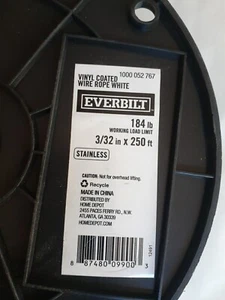 1000 052 767
VINYL COATED
WIRE ROPE WHITE
EVERBILT
184 lb
WORKING LOAD LIMIT
3/32 in x 250 ft
STAINLESS
CAUTION: Not for overhead lifting.
Recycle
MADE IN CHINA
DISTRIBUTED BY
HOME DEPOT
2455 PACES FERRY RD., N.W.
ATLANTA, GA 30339
HOMEDEPOT.COM
12491
8 87480 09900 3